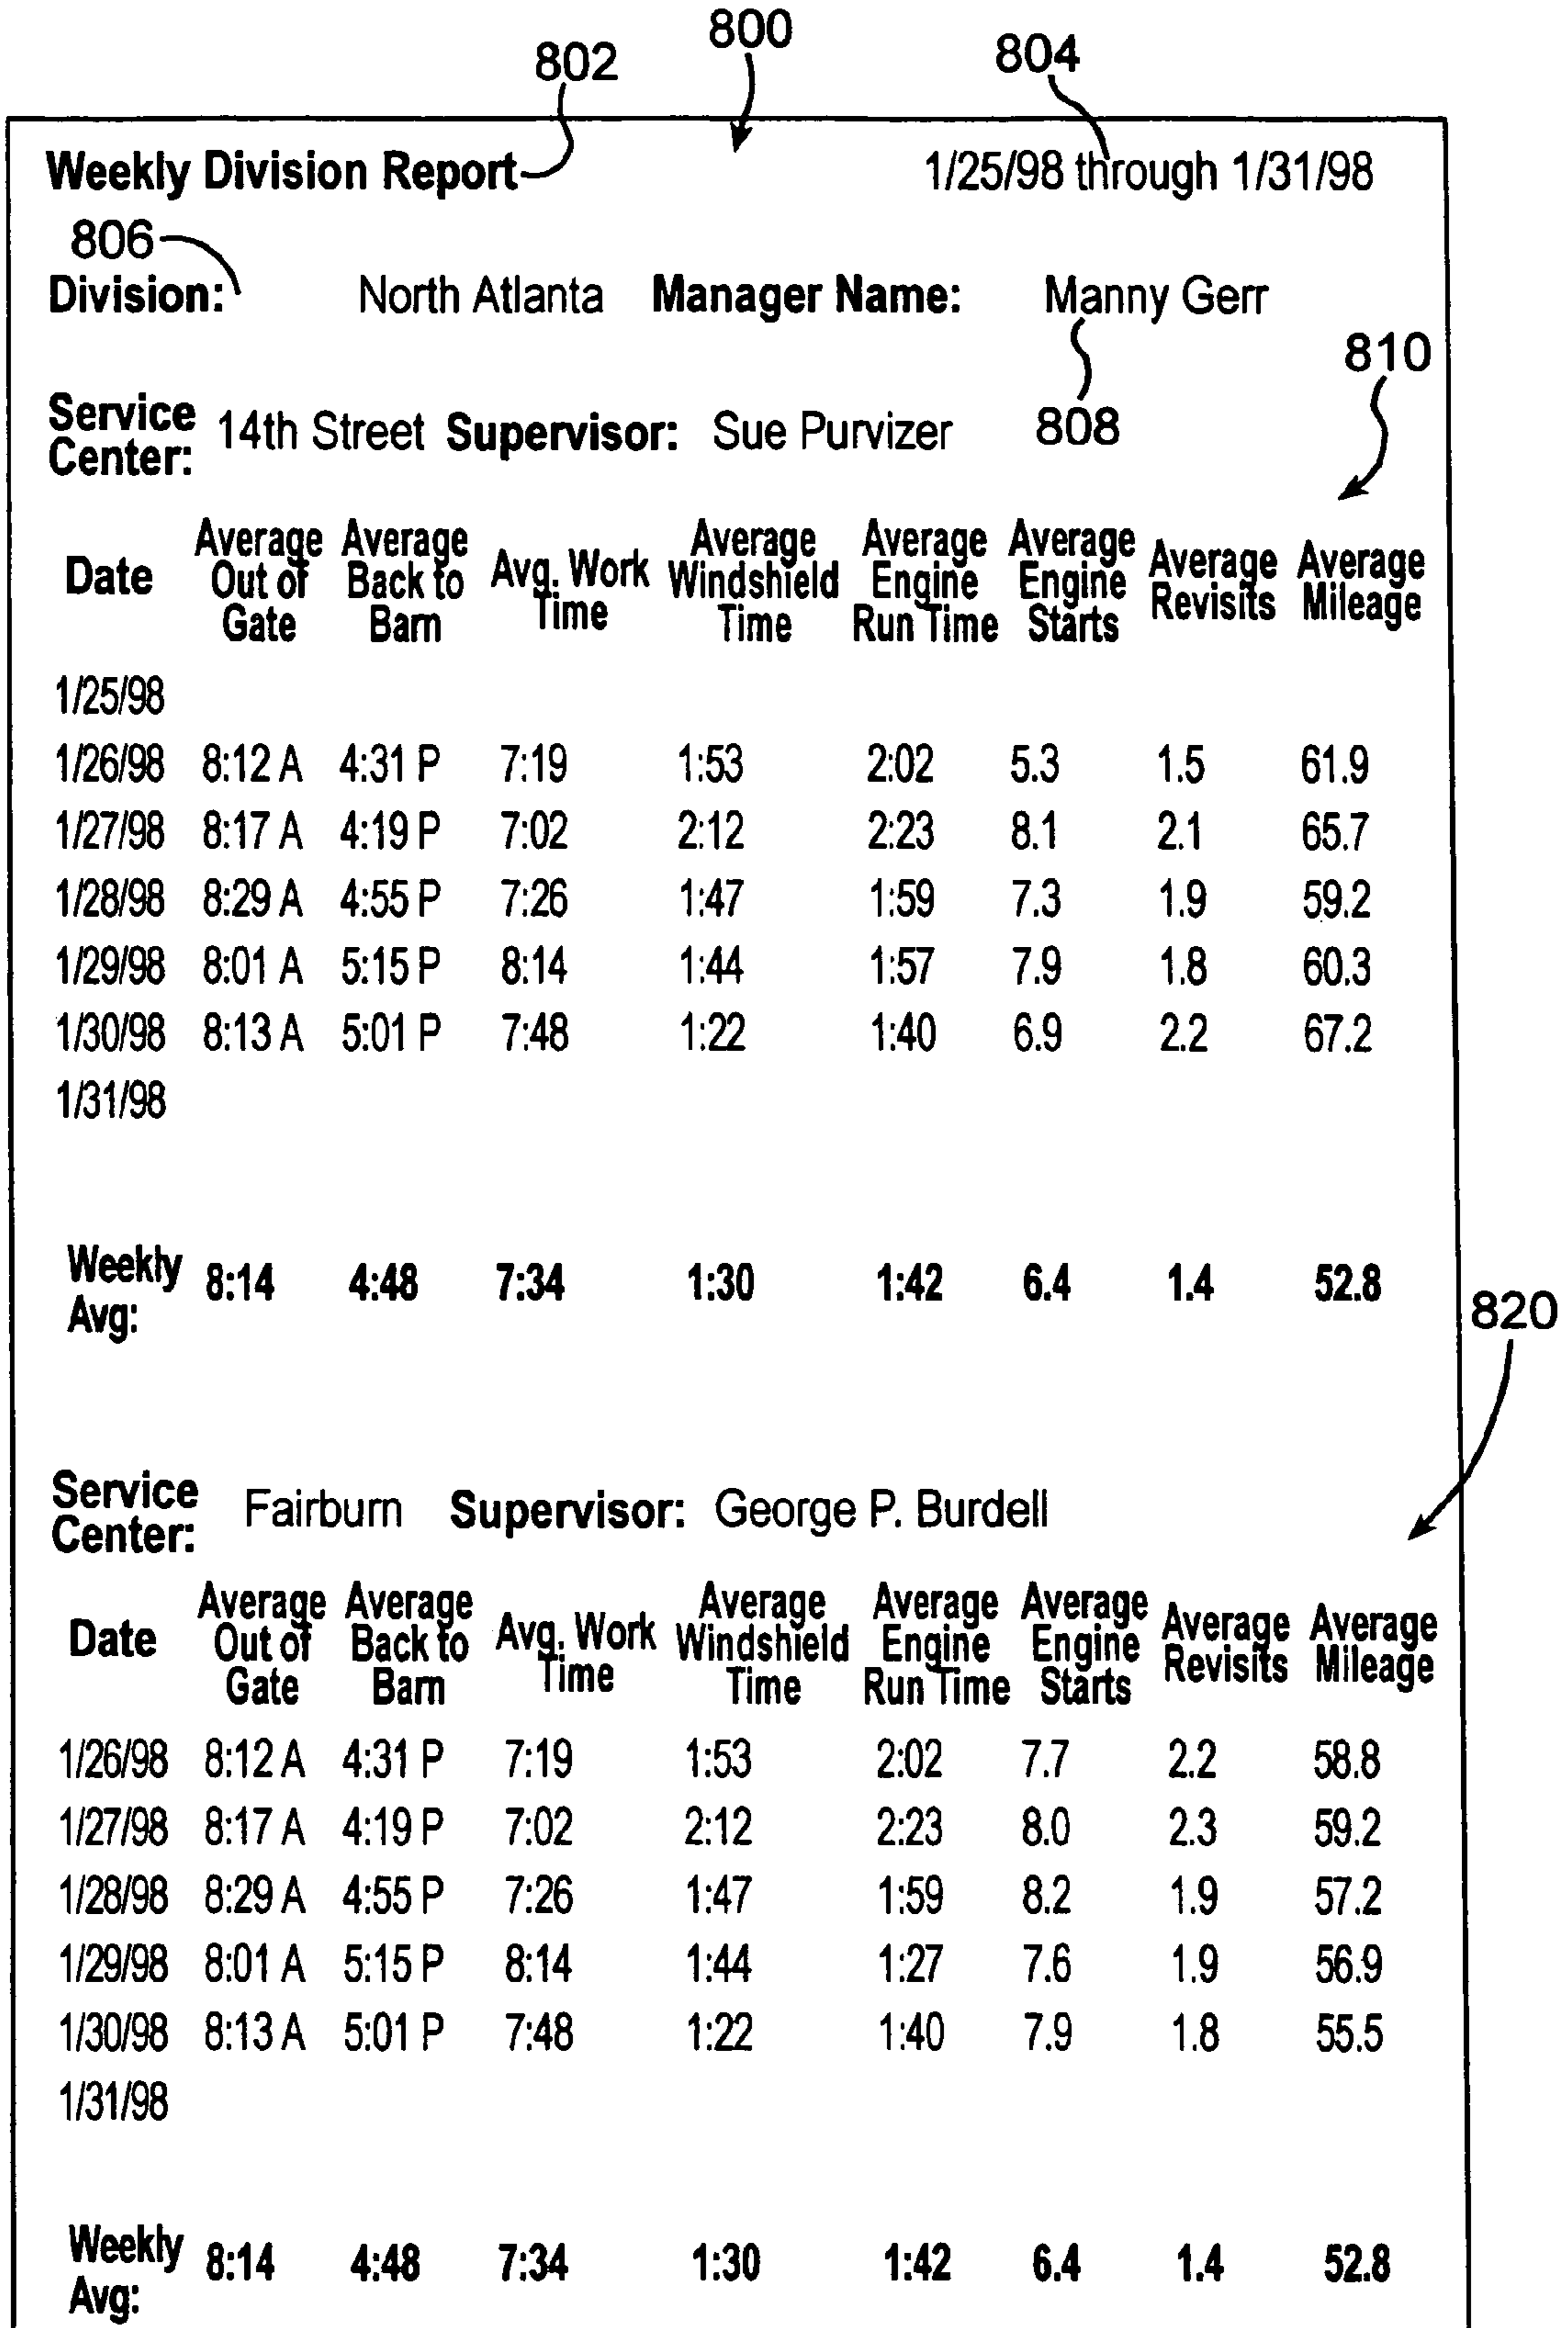 802 800 804
Weekly Division Report 1/25/98 through 1/31/98
806
Division: North Atlanta Manager Name: Manny Gerr
810
Service Center: 14th Street Supervisor: Sue Purvizer 808
Date Average Out of Gate Average Back to Barn Avg. Work Time Average Windshield Time Average Engine Run Time Average Engine Starts Average Revisits Average Mileage
1/25/98
1/26/98 8:12 A 4:31 P 7:19 1:53 2:02 5.3 1.5 61.9
1/27/98 8:17 A 4:19 P 7:02 2:12 2:23 8.1 2.1 65.7
1/28/98 8:29 A 4:55 P 7:26 1:47 1:59 7.3 1.9 59.2
1/29/98 8:01 A 5:15 P 8:14 1:44 1:57 7.9 1.8 60.3
1/30/98 8:13 A 5:01 P 7:48 1:22 1:40 6.9 2.2 67.2
1/31/98
Weekly Avg: 8:14 4:48 7:34 1:30 1:42 6.4 1.4 52.8
820
Service Center: Fairburn Supervisor: George P. Burdell
Date Average Out of Gate Average Back to Barn Avg. Work Time Average Windshield Time Average Engine Run Time Average Engine Starts Average Revisits Average Mileage
1/26/98 8:12 A 4:31 P 7:19 1:53 2:02 7.7 2.2 58.8
1/27/98 8:17 A 4:19 P 7:02 2:12 2:23 8.0 2.3 59.2
1/28/98 8:29 A 4:55 P 7:26 1:47 1:59 8.2 1.9 57.2
1/29/98 8:01 A 5:15 P 8:14 1:44 1:27 7.6 1.9 56.9
1/30/98 8:13 A 5:01 P 7:48 1:22 1:40 7.9 1.8 55.5
1/31/98
Weekly Avg: 8:14 4:48 7:34 1:30 1:42 6.4 1.4 52.8